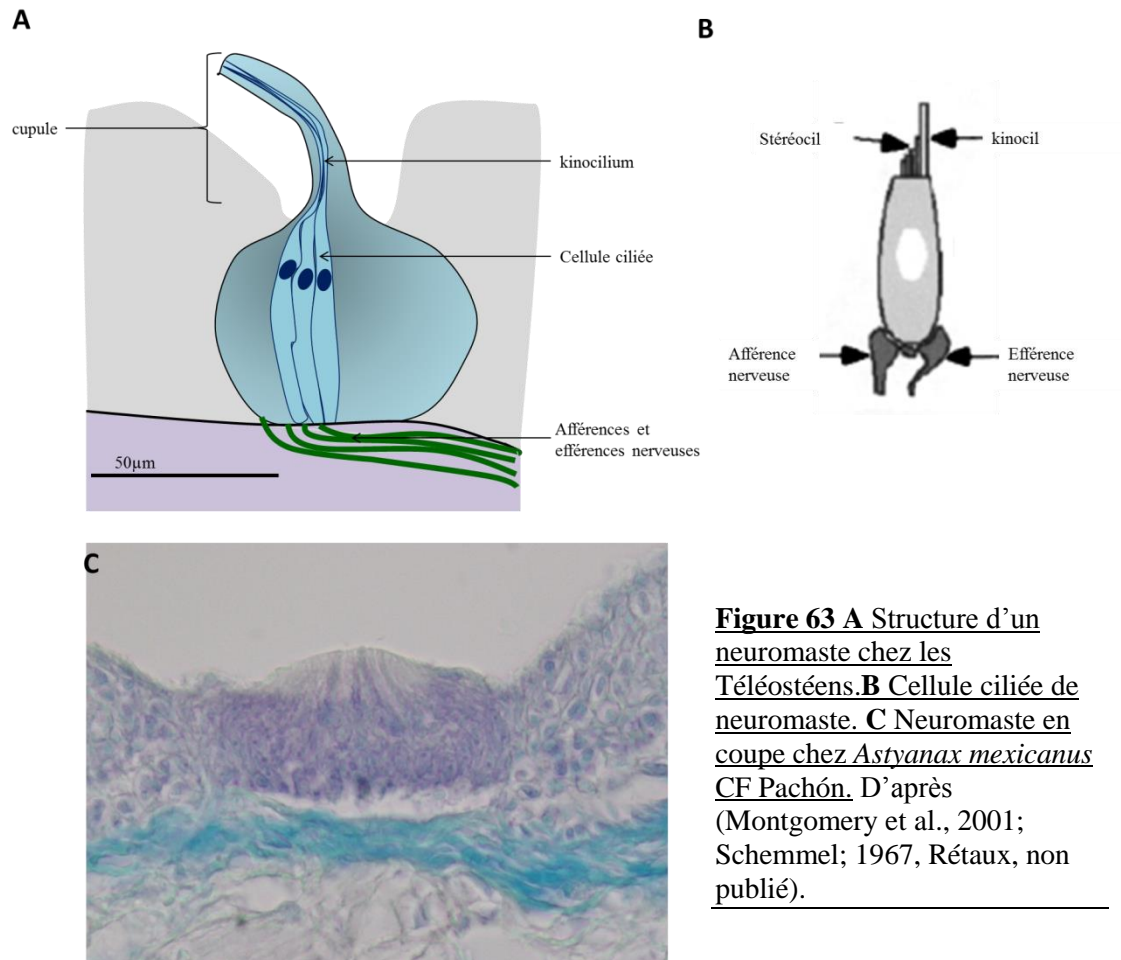 A
cupule
kinocilium
Cellule ciliée
Afférences et
efférences nerveuses
50µm
B
Stéréocil
kinocil
Afférence
nerveuse
Efférence
nerveuse
C
Figure 63 A Structure d'un
neuromaste chez les
Téléostéens.B Cellule ciliée de
neuromaste. C Neuromaste en
coupe chez Astyanax mexicanus
CF Pachón. D'après
(Montgomery et al., 2001;
Schemmel; 1967, Rétaux, non
publié).